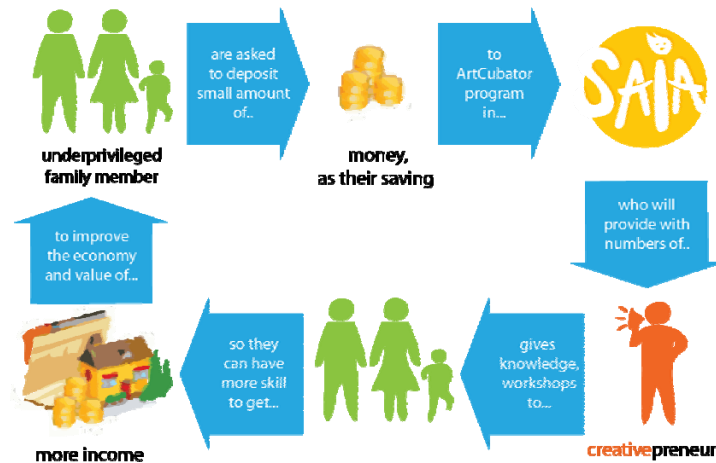 are asked
to deposit
small amount
of..
to
ArtCubator
program
in...
SAIA
underprivileged
family member
money,
as their saving
who will
provide with
numbers of..
to improve
the economy
and value of...
so they
can have
more skill
to get...
gives
knowledge,
workshops
to...
more income
creativepreneur